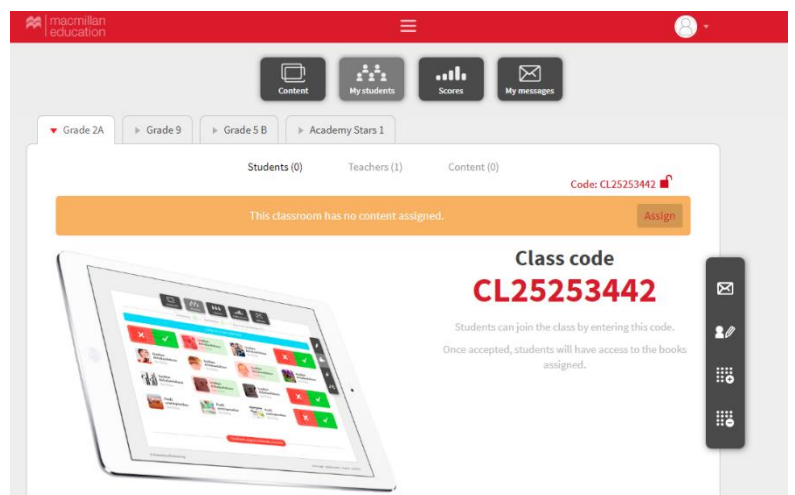 macmillan
education
Content
My students
Scores
My messages
Grade 2A
Grade 9
Grade 5 B
Academy Stars 1
Students (0)
Teachers (1)
Content (0)
Code: CL25253442
This classroom has no content assigned.
Assign
Class code
CL25253442
Students can join the class by entering this code.
Once accepted, students will have access to the books
assigned.